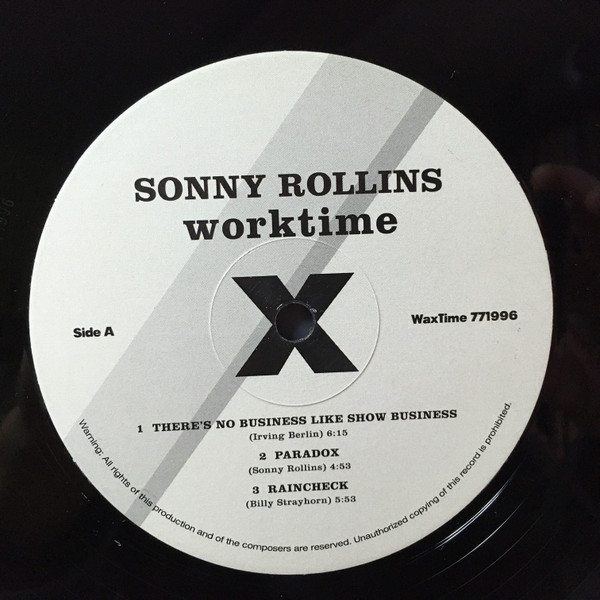 SONNY ROLLINS
worktime
X
Side A
WaxTime 771996
1 THERE'S NO BUSINESS LIKE SHOW BUSINESS
(Irving Berlin) 6:15
2 PARADOX
(Sonny Rollins) 4:53
3 RAINCHECK
(Billy Strayhorn) 5:53
Warning: All rights of this production and of the composers are reserved. Unauthorized copying of this record is prohibited.